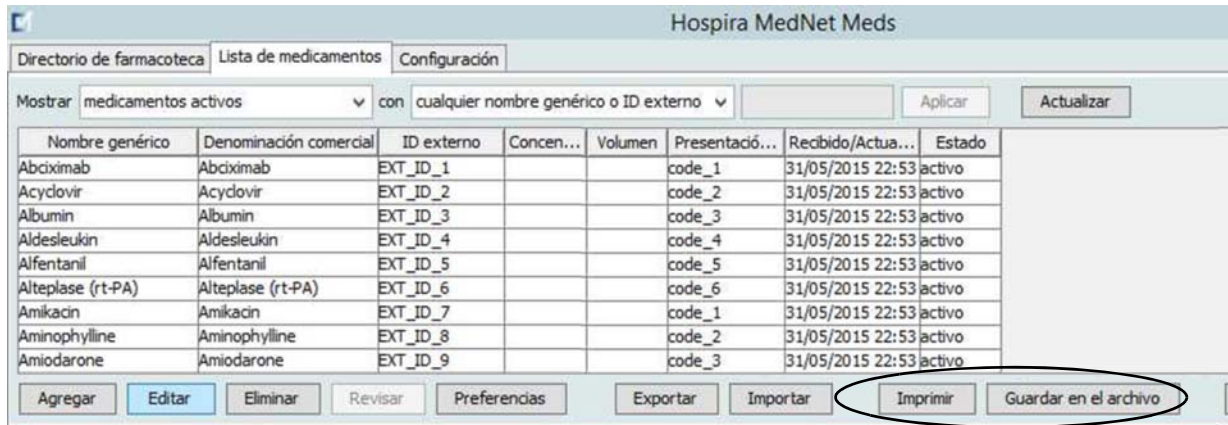 Hospira MedNet Meds
Directorio de farmacoteca Lista de medicamentos Configuración
Mostrar medicamentos activos con cualquier nombre genérico o ID externo Aplicar Actualizar
Nombre genérico Denominación comercial ID externo Concen... Volumen Presentació... Recibido/Actua... Estado
Abciximab Abciximab EXT_ID_1 code_1 31/05/2015 22:53 activo
Acyclovir Acyclovir EXT_ID_2 code_2 31/05/2015 22:53 activo
Albumin Albumin EXT_ID_3 code_3 31/05/2015 22:53 activo
Aldesleukin Aldesleukin EXT_ID_4 code_4 31/05/2015 22:53 activo
Alfentanil Alfentanil EXT_ID_5 code_5 31/05/2015 22:53 activo
Alteplase (rt-PA) Alteplase (rt-PA) EXT_ID_6 code_6 31/05/2015 22:53 activo
Amikacin Amikacin EXT_ID_7 code_1 31/05/2015 22:53 activo
Aminophylline Aminophylline EXT_ID_8 code_2 31/05/2015 22:53 activo
Amiodarone Amiodarone EXT_ID_9 code_3 31/05/2015 22:53 activo
Agregar Editar Eliminar Revisar Preferencias Exportar Importar Imprimir Guardar en el archivo